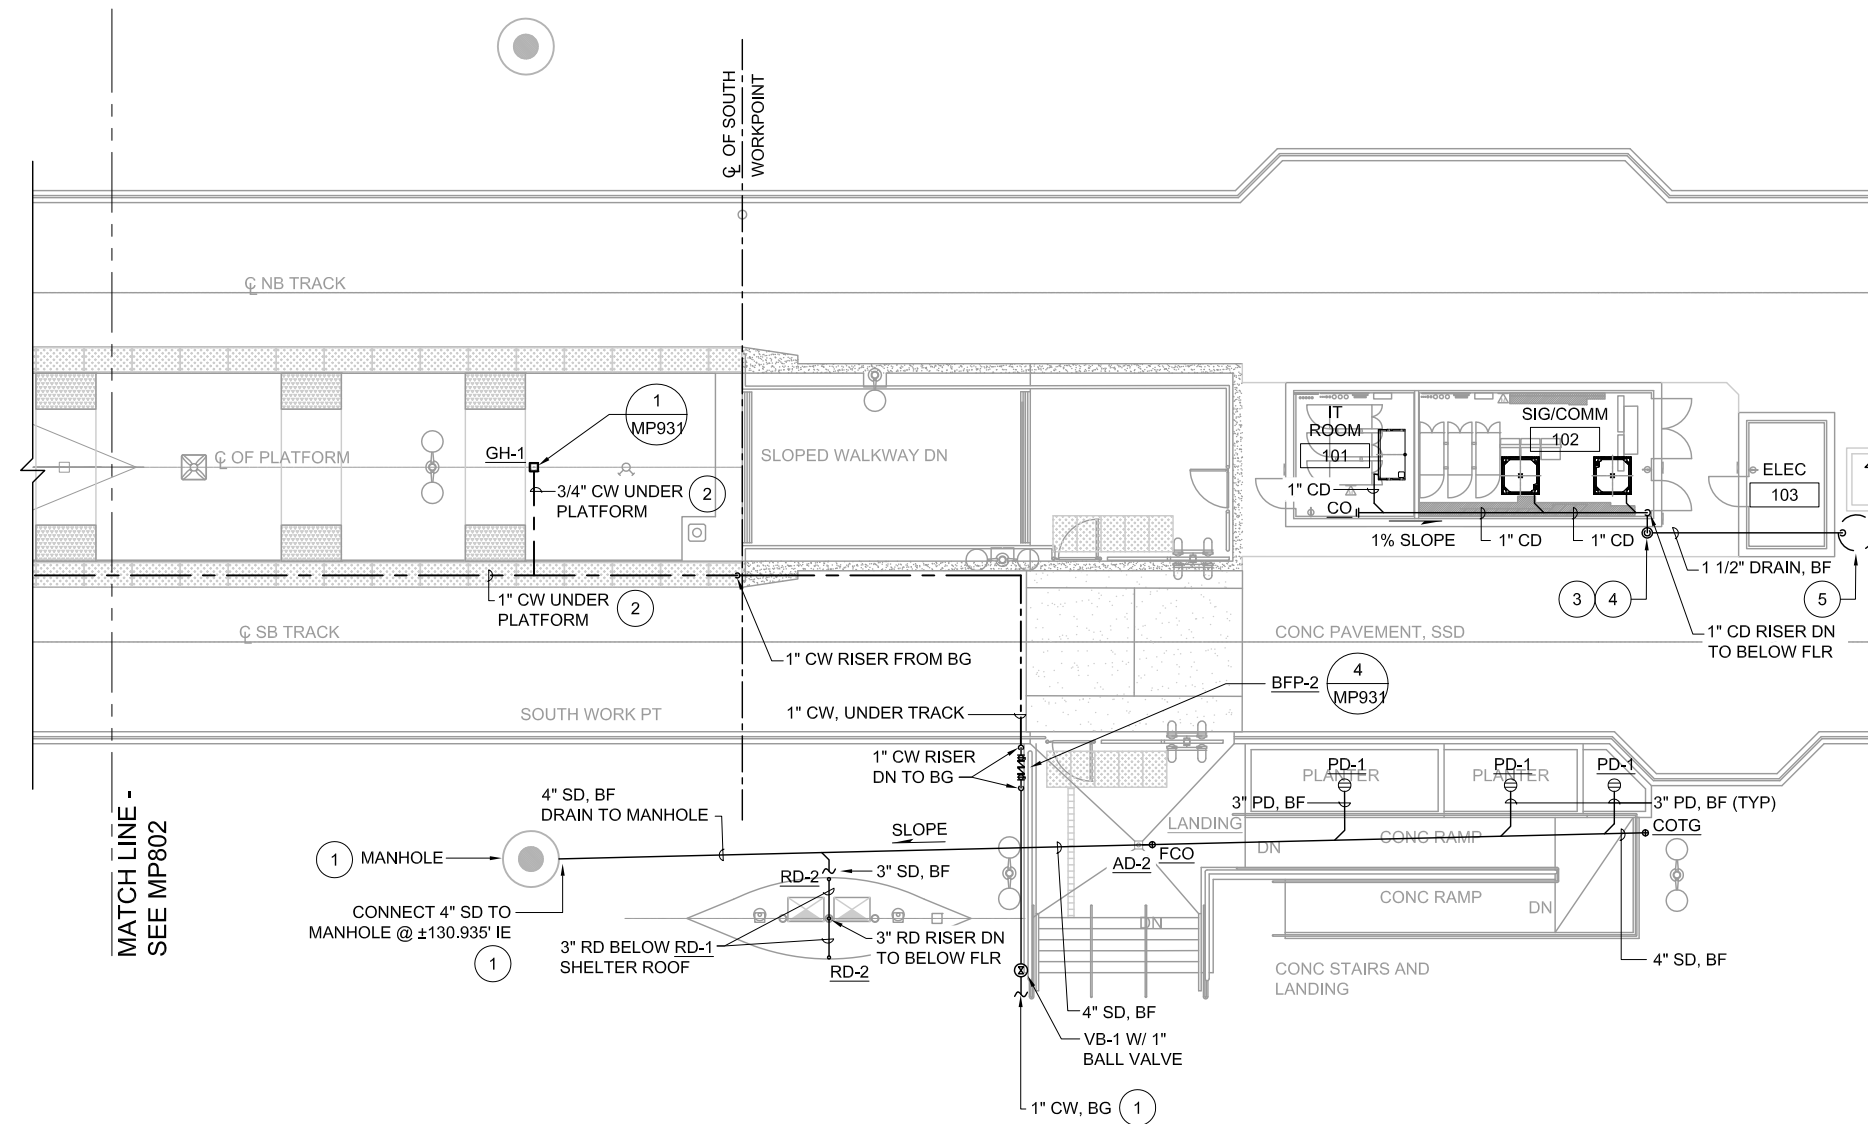 ℄ OF SOUTH
WORKPOINT
℄ NB TRACK
℄ OF PLATFORM
GH-1
1
MP931
3/4" CW UNDER
PLATFORM
2
SLOPED WALKWAY DN
IT
ROOM
101
SIG/COMM
102
ELEC
103
1" CD
CO
1% SLOPE
1" CD
1" CD
1 1/2" DRAIN, BF
3
4
5
1" CW UNDER
PLATFORM
2
℄ SB TRACK
CONC PAVEMENT, SSD
1" CD RISER DN
TO BELOW FLR
1" CW RISER FROM BG
BFP-2
4
MP931
SOUTH WORK PT
1" CW, UNDER TRACK
1" CW RISER
DN TO BG
PD-1
PLANTER
PD-1
PLANTER
PD-1
3" PD, BF
3" PD, BF (TYP)
COTG
4" SD, BF
DRAIN TO MANHOLE
SLOPE
LANDING
DN
CONC RAMP
MATCH LINE -
SEE MP802
1
MANHOLE
AD-2
FCO
RD-2
3" SD, BF
CONC RAMP
DN
CONNECT 4" SD TO
MANHOLE @ ±130.935' IE
1
3" RD BELOW RD-1
SHELTER ROOF
RD-2
3" RD RISER DN
TO BELOW FLR
DN
CONC STAIRS AND
LANDING
4" SD, BF
4" SD, BF
VB-1 W/ 1"
BALL VALVE
1" CW, BG
1